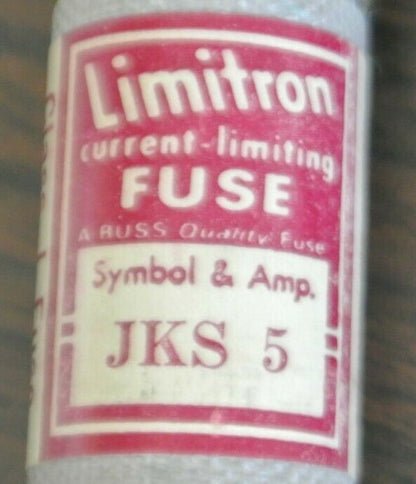 Limitron
current-limiting
FUSE
A BUSS Quality Fuse
Symbol & Amp.
JKS 5